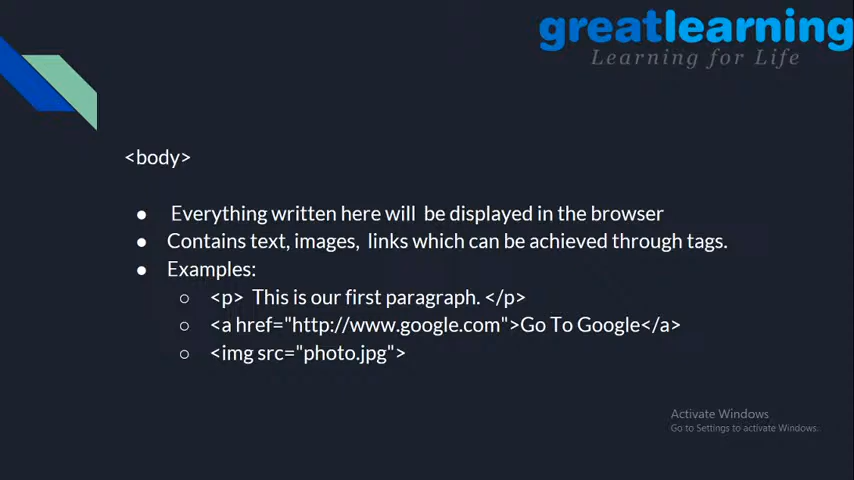 greatlearning
Learning for Life
<body>
● Everything written here will be displayed in the browser
● Contains text, images, links which can be achieved through tags.
● Examples:
○ <p> This is our first paragraph. </p>
○ <a href="http://www.google.com">Go To Google</a>
○ <img src="photo.jpg">
Activate Windows
Go to Settings to activate Windows.